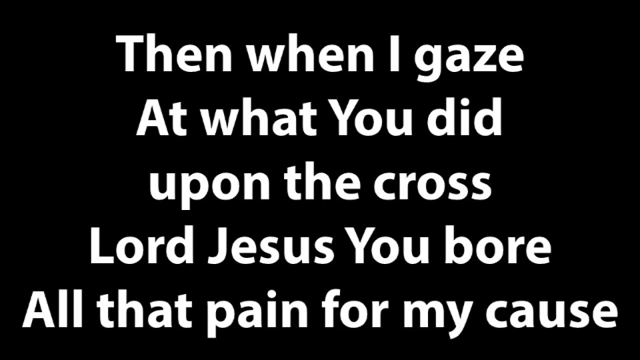 Then when I gaze
At what You did
upon the cross
Lord Jesus You bore
All that pain for my cause